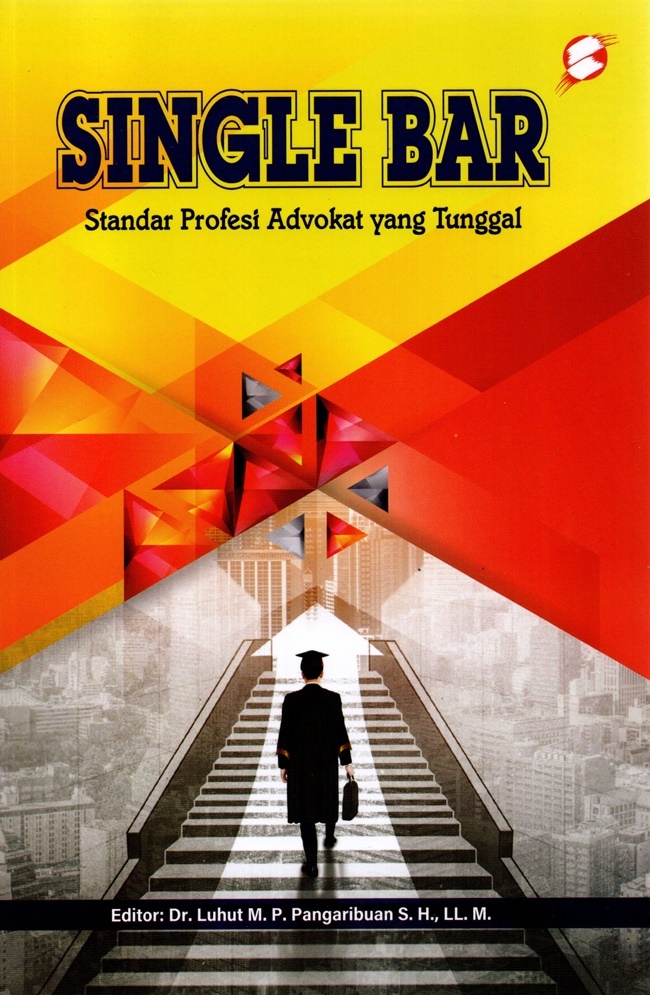 SINGLE BAR
Standar Profesi Advokat yang Tunggal
Editor: Dr. Luhut M. P. Pangaribuan S. H., LL. M.